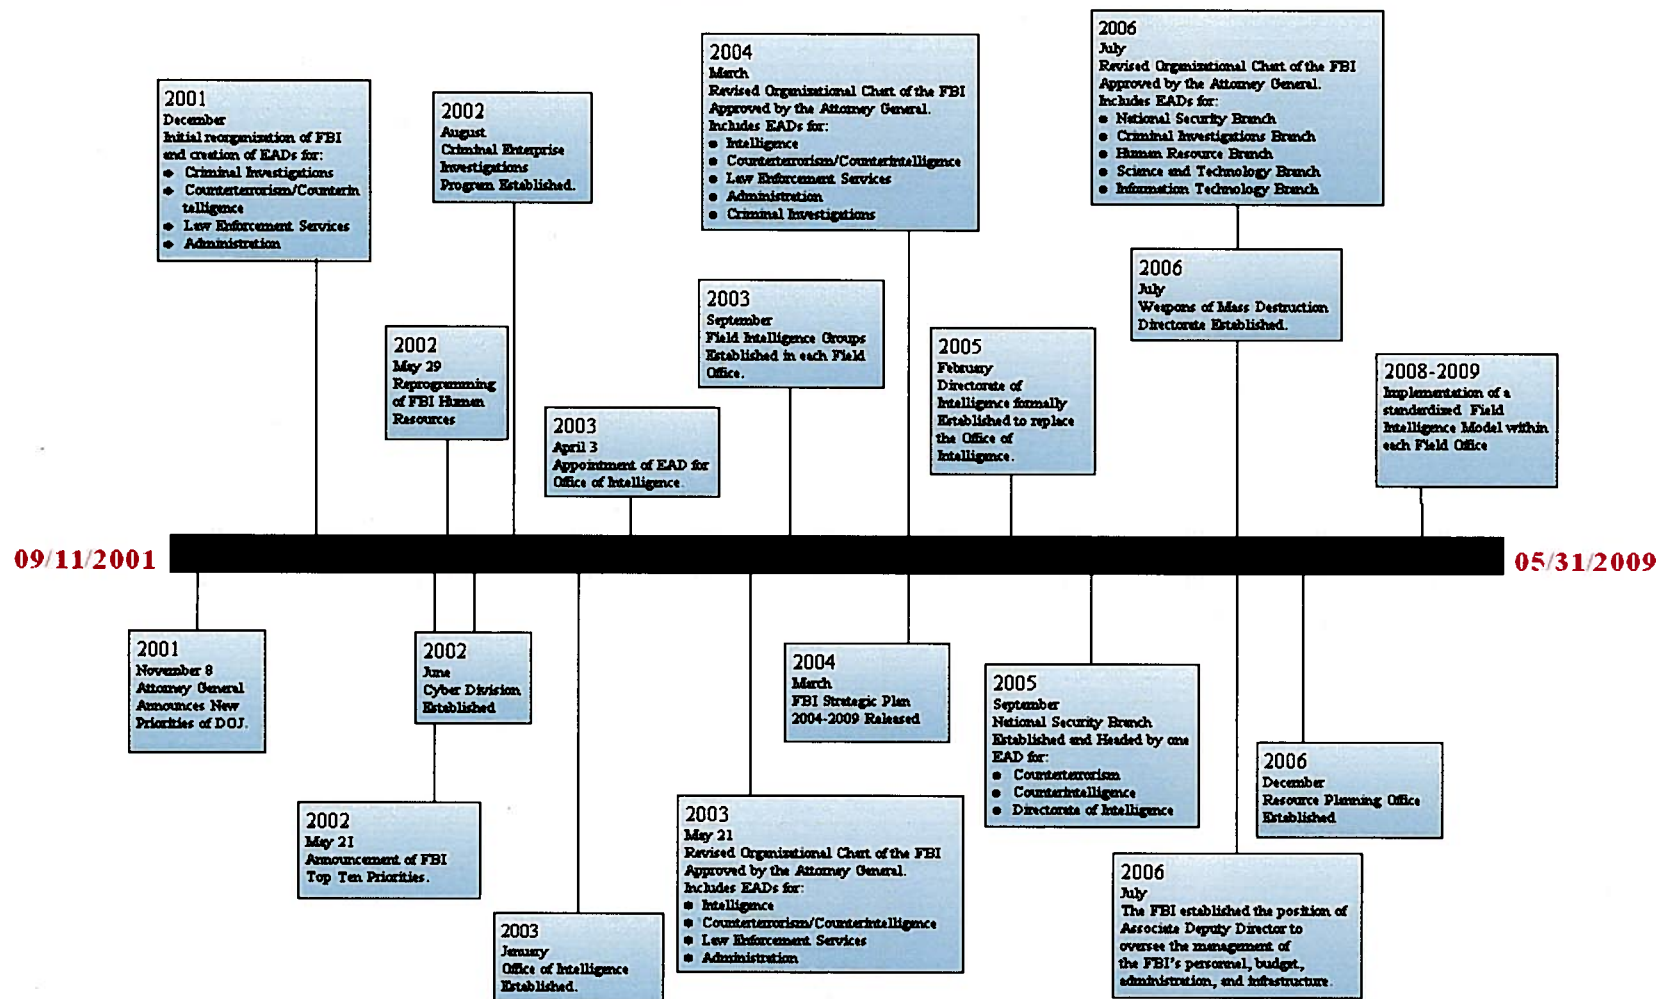 2001
December
Initial reorganization of FBI
and creation of EADs for:
Criminal Investigations
Counterterrorism/Counterin
telligence
Law Enforcement Services
Administration
2002
May 29
Reprogramming
of FBI Human
Resources
2002
August
Criminal Enterprise
Investigations
Program Established.
2003
April 3
Appointment of EAD for
Office of Intelligence.
2003
September
Field Intelligence Groups
Established in each Field
Office.
2004
March
Revised Organizational Chart of the FBI
Approved by the Attorney General.
Includes EADs for:
Intelligence
Counterterrorism/Counterintelligence
Law Enforcement Services
Administration
Criminal Investigations
2005
February
Directorate of
Intelligence formally
Established to replace
the Office of
Intelligence.
2006
July
Revised Organizational Chart of the FBI
Approved by the Attorney General.
Includes EADs for:
National Security Branch
Criminal Investigations Branch
Human Resource Branch
Science and Technology Branch
Information Technology Branch
2006
July
Weapons of Mass Destruction
Directorate Established.
2008-2009
Implementation of a
standardized Field
Intelligence Model within
each Field Office
09/11/2001
05/31/2009
2001
November 8
Attorney General
Announces New
Priorities of DOJ.
2002
May 21
Announcement of FBI
Top Ten Priorities.
2002
June
Cyber Division
Established
2003
January
Office of Intelligence
Established.
2003
May 21
Revised Organizational Chart of the FBI
Approved by the Attorney General.
Includes EADs for:
Intelligence
Counterterrorism/Counterintelligence
Law Enforcement Services
Administration
2004
March
FBI Strategic Plan
2004-2009 Released
2005
September
National Security Branch
Established and Headed by one
EAD for:
Counterterrorism
Counterintelligence
Directorate of Intelligence
2006
July
The FBI established the position of
Associate Deputy Director to
oversee the management of
the FBI's personnel, budget,
administration, and infrastructure.
2006
December
Resource Planning Office
Established